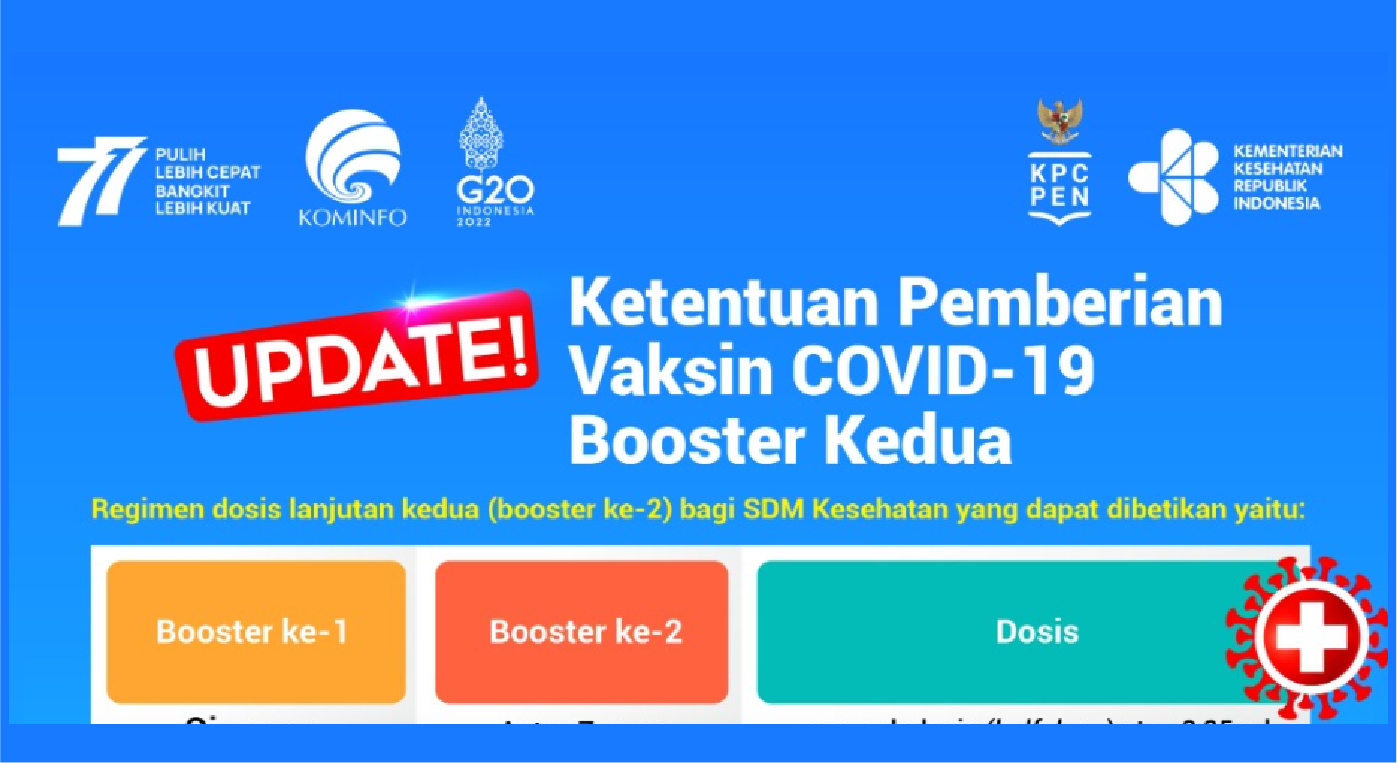 77 PULIH
LEBIH CEPAT
BANGKIT
LEBIH KUAT
KOMINFO
G20
INDONESIA
2022
KPC
PEN
KEMENTERIAN
KESEHATAN
REPUBLIK
INDONESIA
UPDATE!
Ketentuan Pemberian
Vaksin COVID-19
Booster Kedua
Regimen dosis lanjutan kedua (booster ke-2) bagi SDM Kesehatan yang dapat dibetikan yaitu:
Booster ke-1
Booster ke-2
Dosis